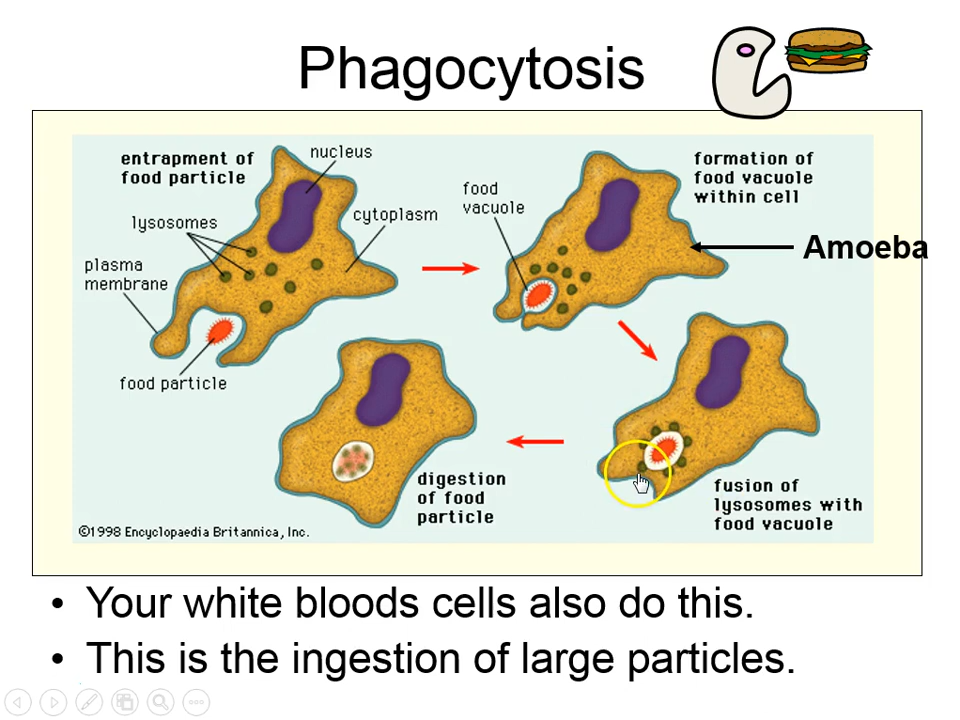 Phagocytosis
entrapment of
food particle
nucleus
lysosomes
cytoplasm
plasma
membrane
food particle
food
vacuole
formation of
food vacuole
within cell
Amoeba
fusion of
lysosomes with
food vacuole
digestion
of food
particle
©1998 Encyclopaedia Britannica, Inc.
• Your white bloods cells also do this.
• This is the ingestion of large particles.